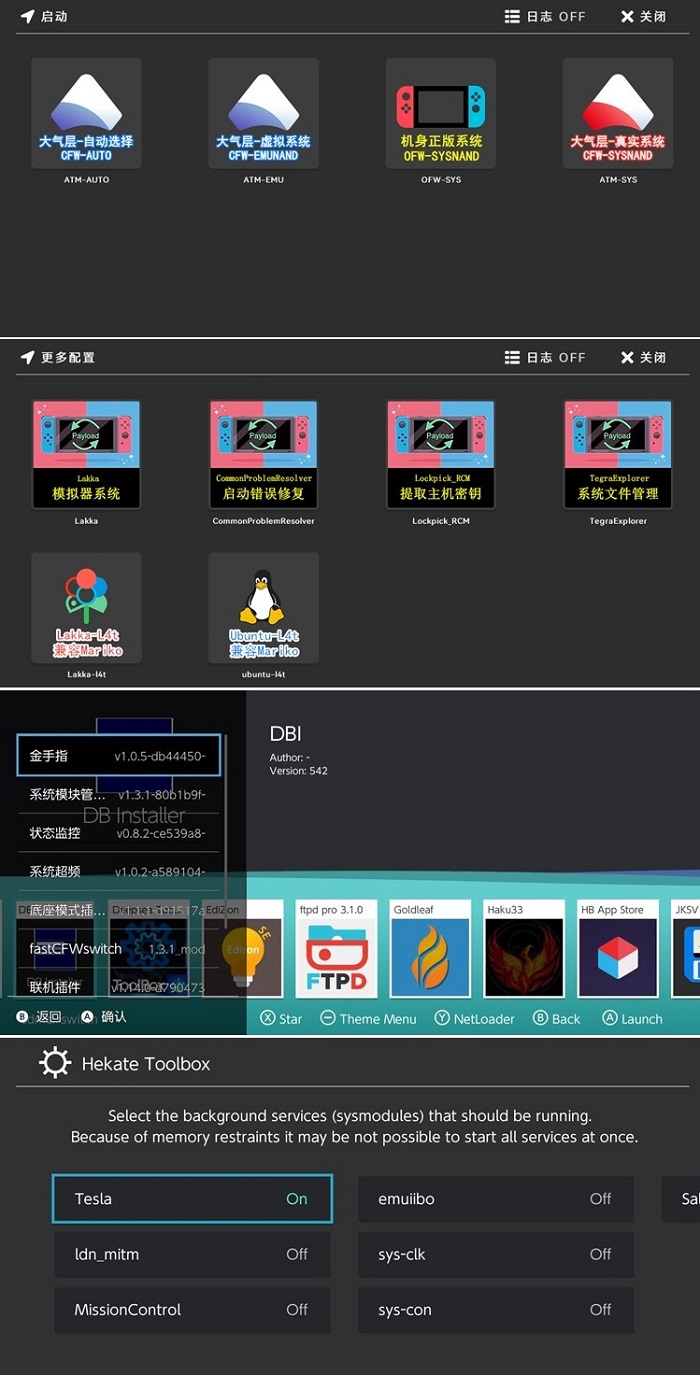 启动
日志 OFF
关闭
大气层-自动选择
CFW-AUTO
ATM-AUTO
大气层-虚拟系统
CFW-EMUNAND
ATM-EMU
机身正版系统
OFW-SYSNAND
OFW-SYS
大气层-真实系统
CFW-SYSNAND
ATM-SYS
更多配置
日志 OFF
关闭
Payload
Lakka
模拟器系统
Lakka
Payload
CommonProblemResolver
启动错误修复
CommonProblemResolver
Payload
Lockpick_RCM
提取主机密钥
Lockpick_RCM
Payload
TegraExplorer
系统文件管理
TegraExplorer
Lakka-L4t
兼容Mariko
Lakka-l4t
Ubuntu-L4t
兼容Mariko
ubuntu-l4t
DBI
Author: -
Version: 542
金手指 v1.0.5-db44450-
系统模块管... v1.3.1-80b1b9f-
DB Installer
状态监控 v0.8.2-ce539a8-
系统超频 v1.0.2-a589104-
底座模式插...
fastCFWswitch 1.3.1_mod
联机插件
EdiZon
SE
Edizon
ftpd pro 3.1.0
FTPD
Goldleaf
Haku33
HB App Store
JKSV
B 返回
A 确认
X Star
Theme Menu
Y NetLoader
B Back
A Launch
Hekate Toolbox
Select the background services (sysmodules) that should be running.
Because of memory restraints it may be not possible to start all services at once.
Tesla On
emuiibo Off
Sal
ldn_mitm Off
sys-clk Off
MissionControl Off
sys-con Off